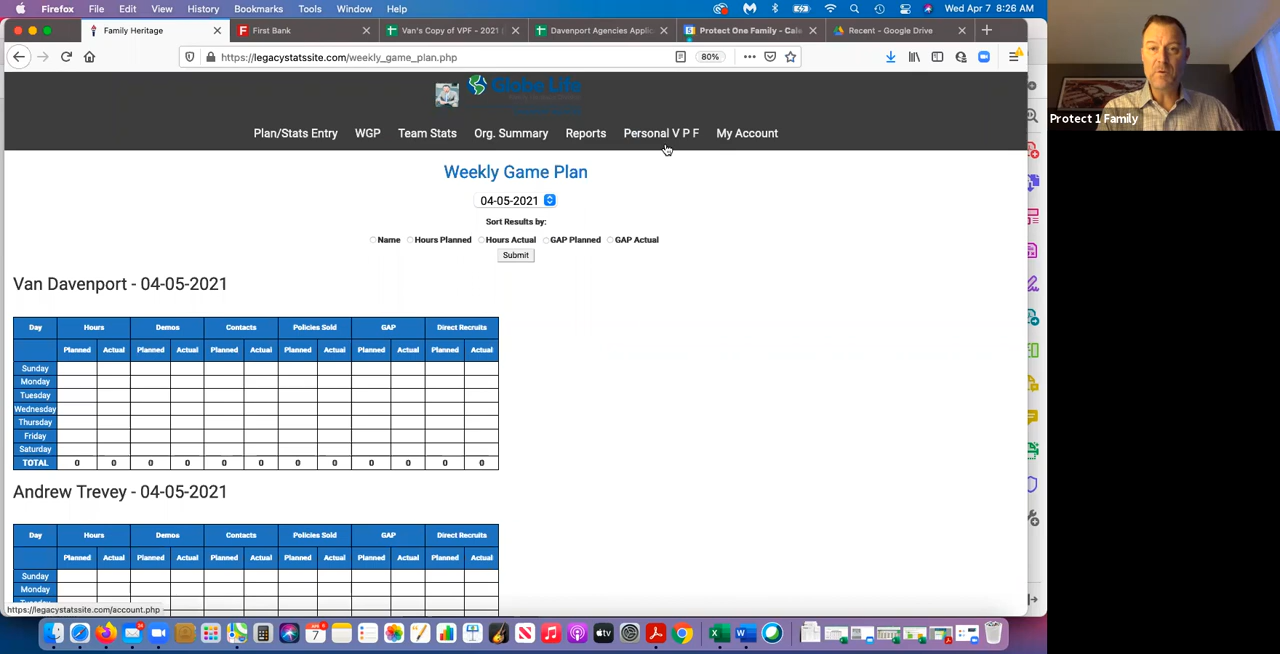 Firefox File Edit View History Bookmarks Tools Window Help Wed Apr 7 8:26 AM
Family Heritage First Bank Van's Copy of VPF - 2021 Davenport Agencies Applic Protect One Family - Cale Recent - Google Drive
https://legacystatssite.com/weekly_game_plan.php 80%
Globe Life
Protect 1 Family
Plan/Stats Entry WGP Team Stats Org. Summary Reports Personal V P F My Account
Weekly Game Plan
04-05-2021
Sort Results by:
Name Hours Planned Hours Actual GAP Planned GAP Actual
Submit
Van Davenport - 04-05-2021
Day Hours Demos Contacts Policies Sold GAP Direct Recruits
Planned Actual Planned Actual Planned Actual Planned Actual Planned Actual Planned Actual
Sunday
Monday
Tuesday
Wednesday
Thursday
Friday
Saturday
TOTAL 0 0 0 0 0 0 0 0 0 0 0 0
Andrew Trevey - 04-05-2021
Day Hours Demos Contacts Policies Sold GAP Direct Recruits
Planned Actual Planned Actual Planned Actual Planned Actual Planned Actual Planned Actual
Sunday
Monday
https://legacystatssite.com/account.php